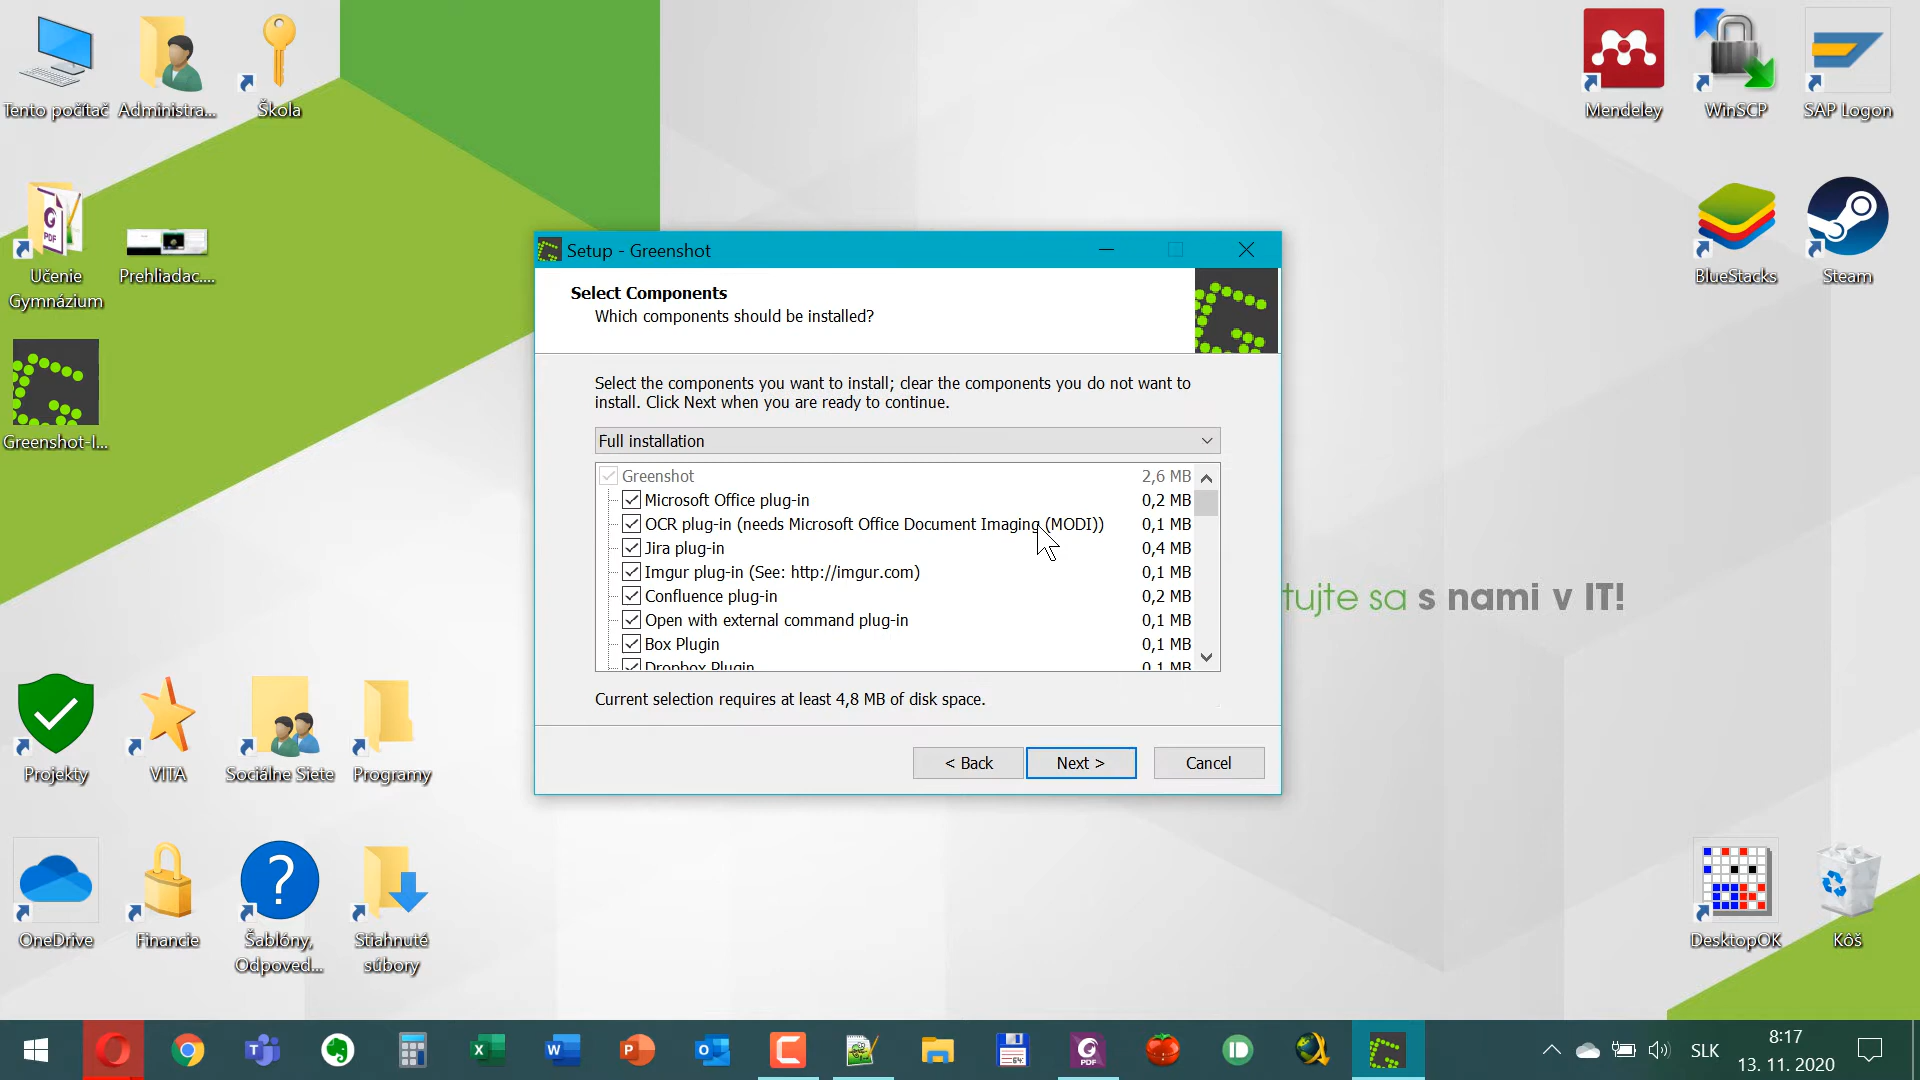 Tento počítač
Administra...
Škola
Mendeley
WinSCP
SAP Logon
Učenie
Gymnázium
Prehliadac....
BlueStacks
Steam
Greenshot-I...
Setup - Greenshot
Select Components
Which components should be installed?
Select the components you want to install; clear the components you do not want to
install. Click Next when you are ready to continue.
Full installation
Greenshot 2,6 MB
Microsoft Office plug-in 0,2 MB
OCR plug-in (needs Microsoft Office Document Imaging (MODI)) 0,1 MB
Jira plug-in 0,4 MB
Imgur plug-in (See: http://imgur.com) 0,1 MB
Confluence plug-in 0,2 MB
Open with external command plug-in 0,1 MB
Box Plugin 0,1 MB
Dropbox Plugin 0,1 MB
Current selection requires at least 4,8 MB of disk space.
< Back
Next >
Cancel
tujte sa s nami v IT!
Projekty
VITA
Sociálne Siete
Programy
OneDrive
Financie
Šablóny,
Odpoved...
Stiahnuté
súbory
DesktopOK
Kôš
SLK
8:17
13. 11. 2020